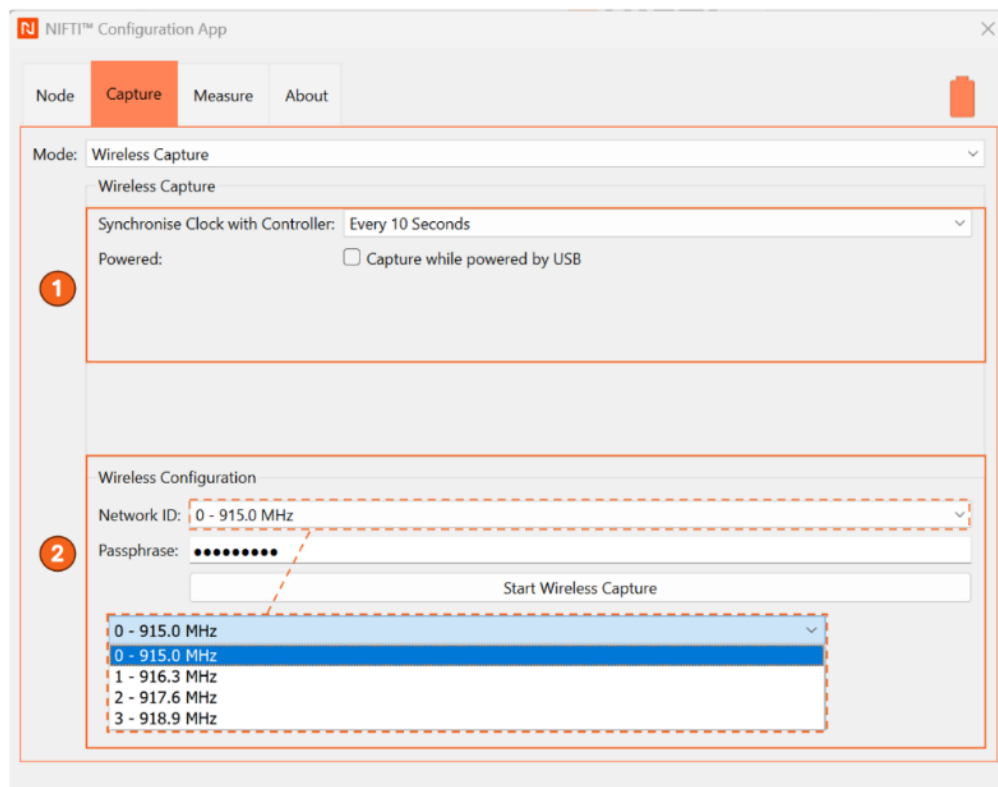 NIFTI™ Configuration App
Node Capture Measure About
Mode: Wireless Capture
Wireless Capture
Synchronise Clock with Controller: Every 10 Seconds
Powered: Capture while powered by USB
1
Wireless Configuration
Network ID: 0 - 915.0 MHz
2
Passphrase: ●●●●●●●●●
Start Wireless Capture
0 - 915.0 MHz
0 - 915.0 MHz
1 - 916.3 MHz
2 - 917.6 MHz
3 - 918.9 MHz